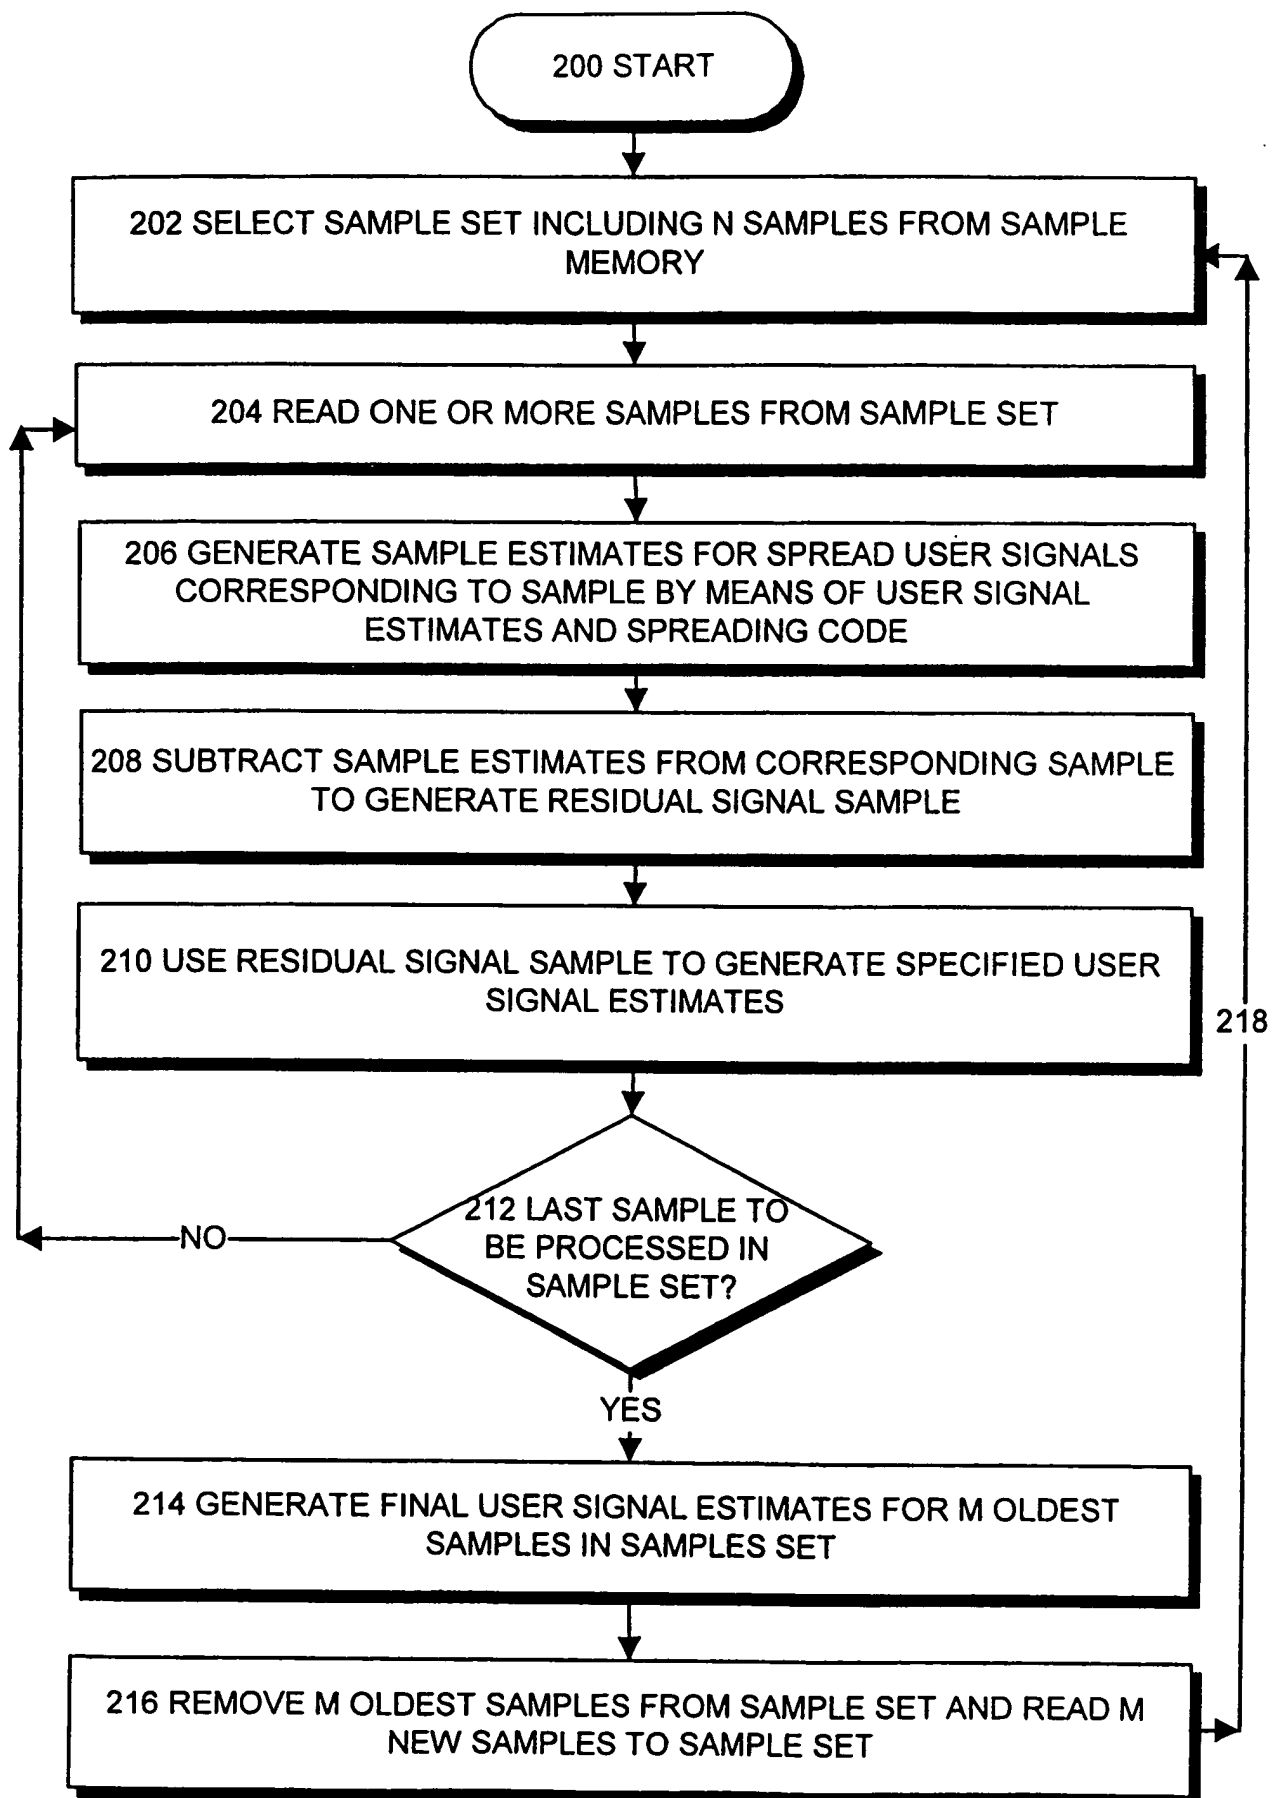 200 START
202 SELECT SAMPLE SET INCLUDING N SAMPLES FROM SAMPLE
MEMORY
204 READ ONE OR MORE SAMPLES FROM SAMPLE SET
206 GENERATE SAMPLE ESTIMATES FOR SPREAD USER SIGNALS
CORRESPONDING TO SAMPLE BY MEANS OF USER SIGNAL
ESTIMATES AND SPREADING CODE
208 SUBTRACT SAMPLE ESTIMATES FROM CORRESPONDING SAMPLE
TO GENERATE RESIDUAL SIGNAL SAMPLE
210 USE RESIDUAL SIGNAL SAMPLE TO GENERATE SPECIFIED USER
SIGNAL ESTIMATES
218
212 LAST SAMPLE TO
BE PROCESSED IN
SAMPLE SET?
NO
YES
214 GENERATE FINAL USER SIGNAL ESTIMATES FOR M OLDEST
SAMPLES IN SAMPLES SET
216 REMOVE M OLDEST SAMPLES FROM SAMPLE SET AND READ M
NEW SAMPLES TO SAMPLE SET